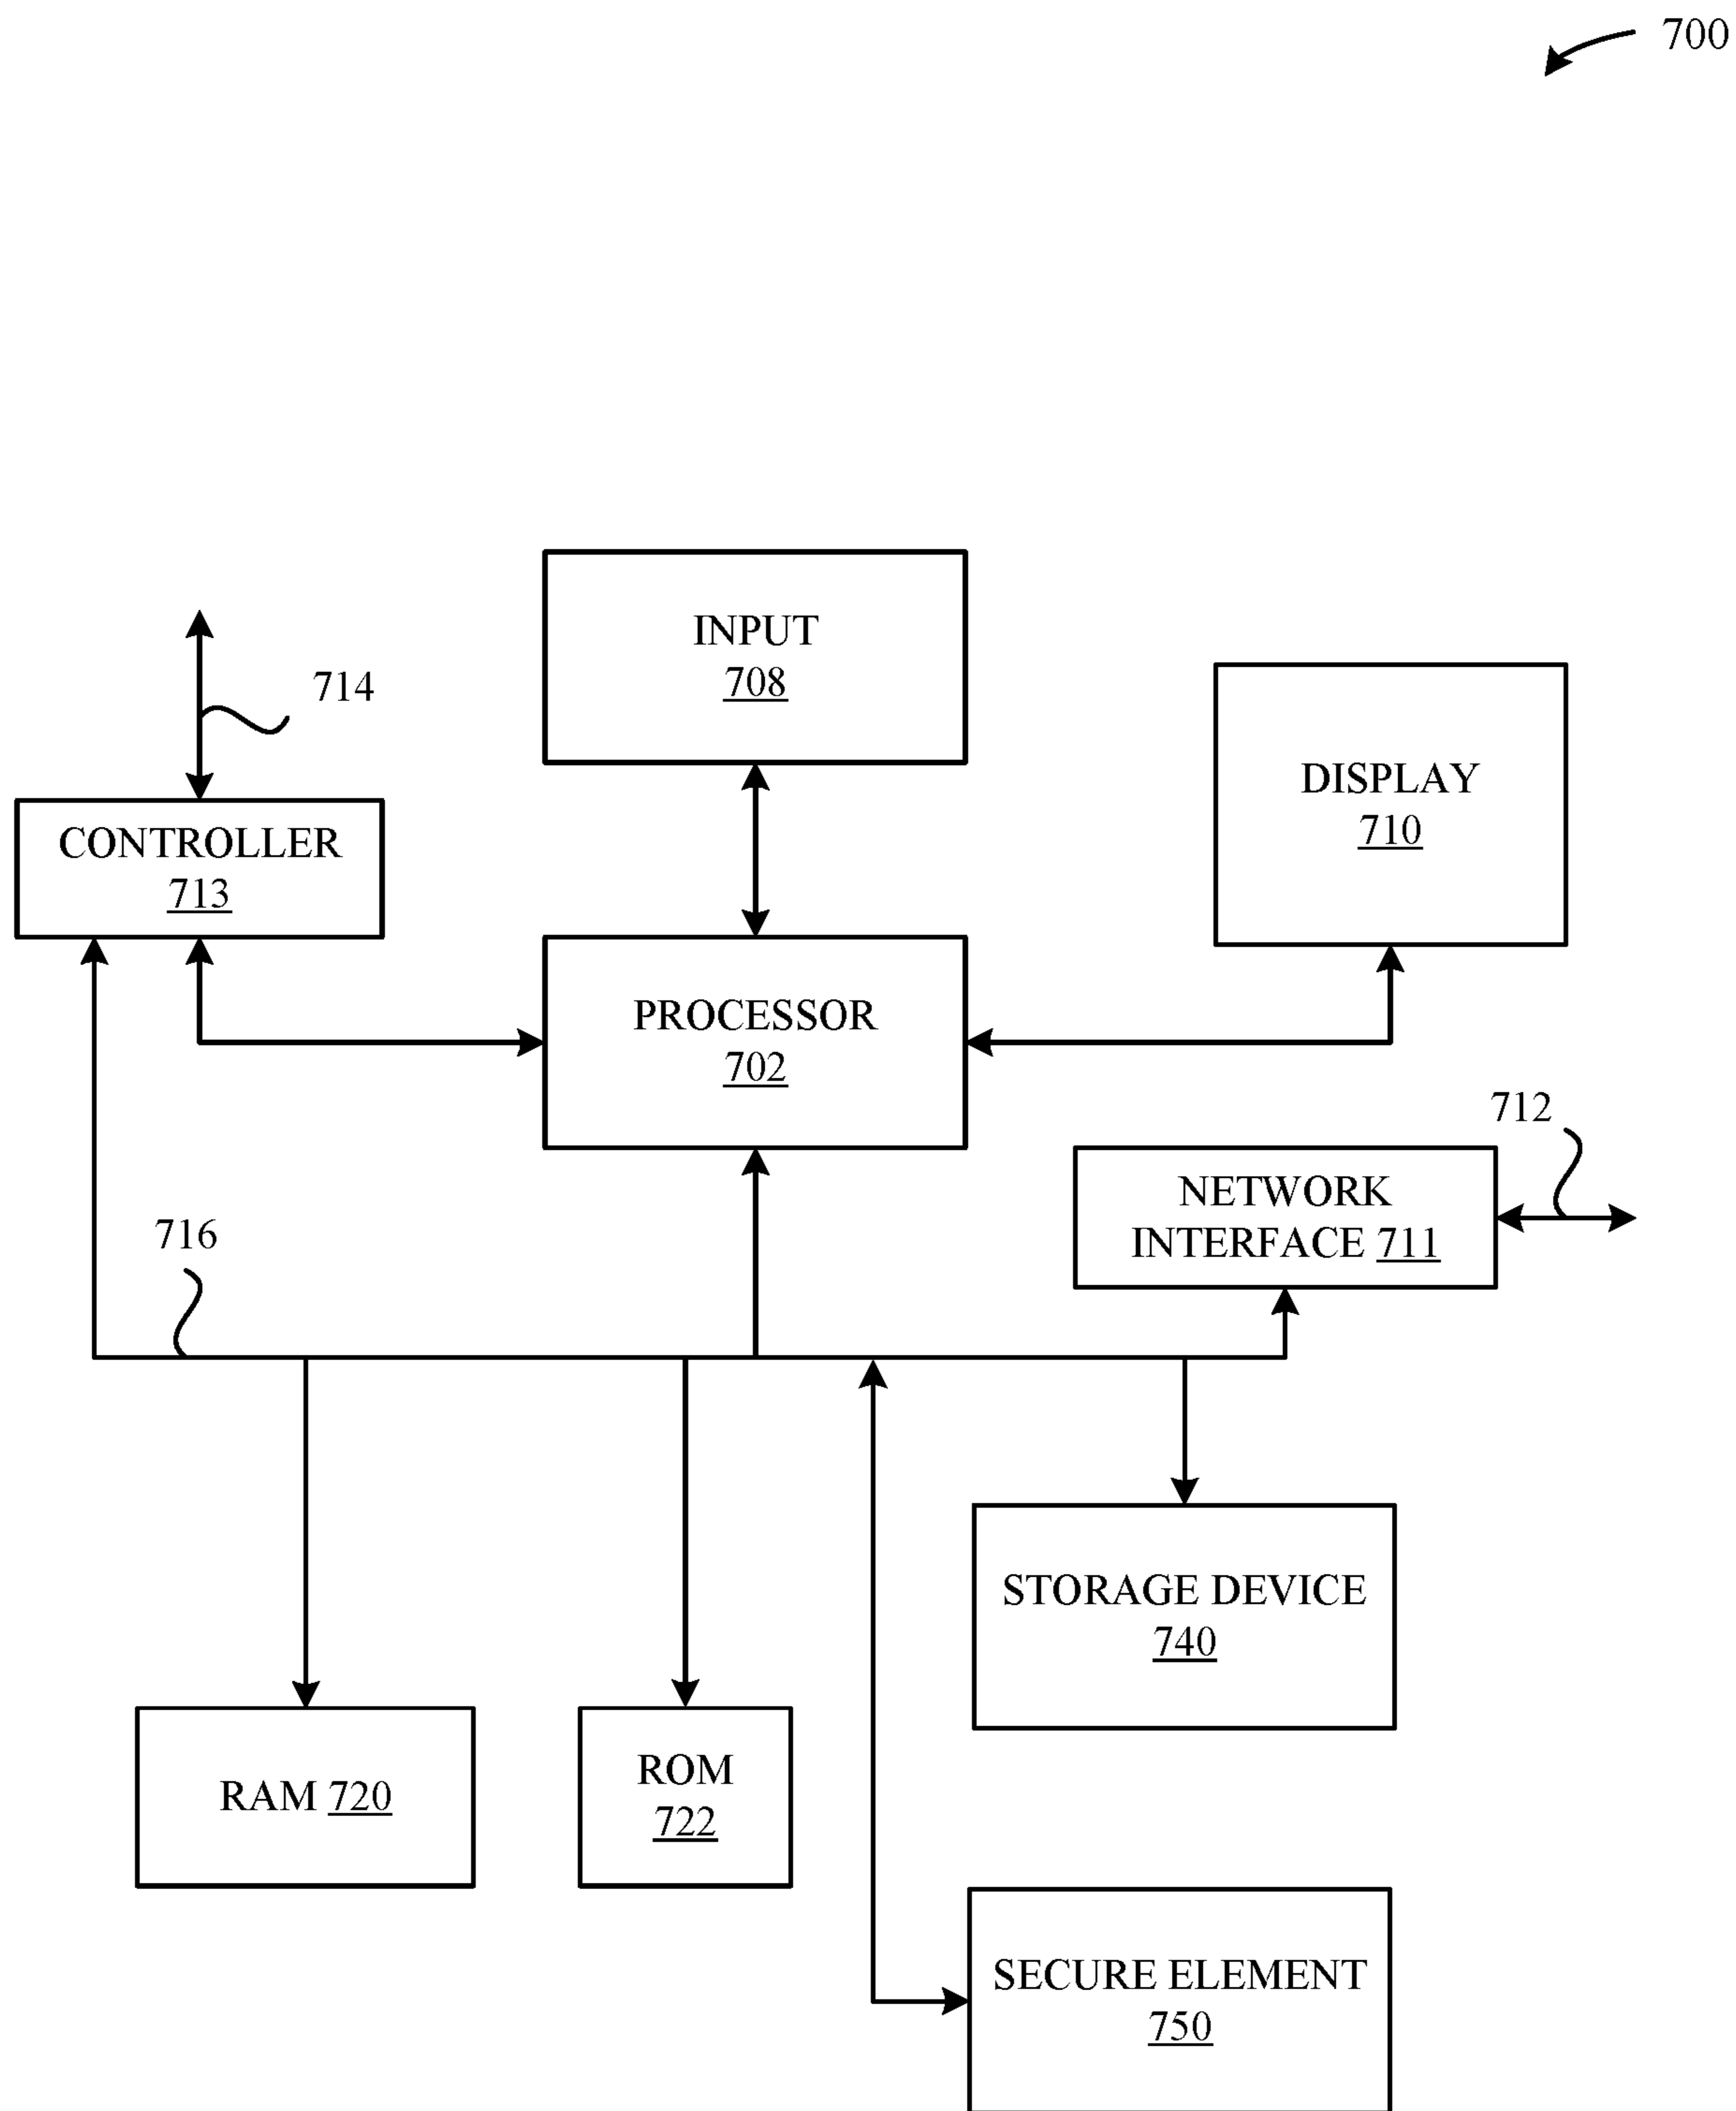 700
INPUT
708
714
DISPLAY
710
CONTROLLER
713
PROCESSOR
702
712
NETWORK
INTERFACE 711
716
STORAGE DEVICE
740
RAM 720
ROM
722
SECURE ELEMENT
750